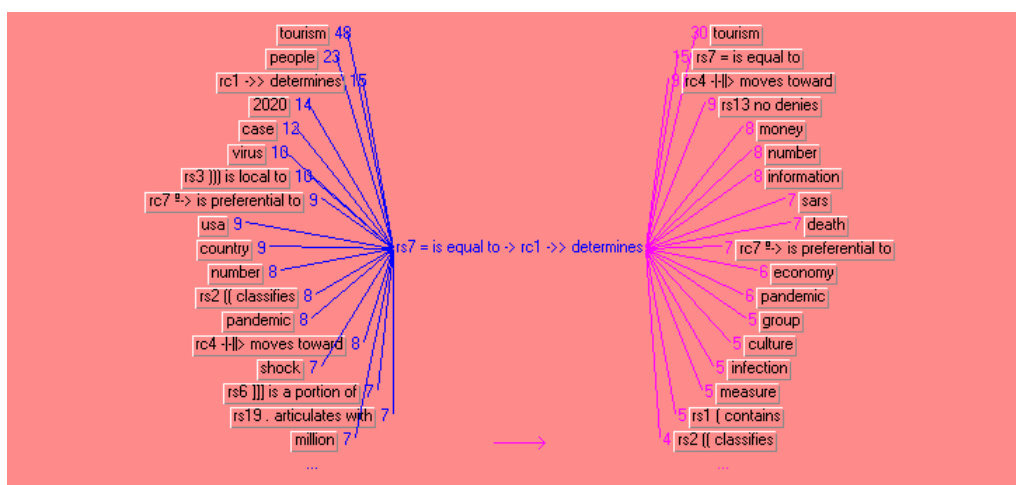 tourism 48
people 23
rc1 ->> determines 15
2020 14
case 12
virus 10
rs3 ))) is local to 10
rc7 º-> is preferential to 9
usa 9
country 9
number 8
rs2 (( classifies 8
pandemic 8
rc4 -|-||> moves toward 8
shock 7
rs6 ]]] is a portion of 7
rs19 . articulates with 7
million 7
...
rs7 = is equal to -> rc1 ->> determines
30 tourism
15 rs7 = is equal to
9 rc4 -|-||> moves toward
9 rs13 no denies
8 money
8 number
8 information
7 sars
7 death
7 rc7 º-> is preferential to
6 economy
6 pandemic
5 group
5 culture
5 infection
5 measure
5 rs1 ( contains
4 rs2 (( classifies
...